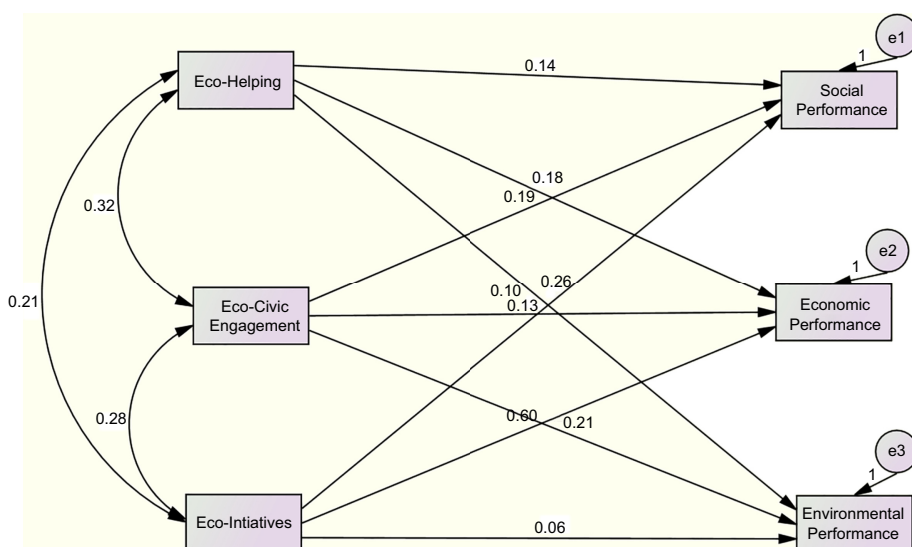 e1
1
0.14
Eco-Helping
Social
Performance
0.18
0.19
0.32
e2
1
0.21
0.10
0.26
0.13
Eco-Civic
Engagement
Economic
Performance
0.28
0.60
0.21
e3
1
Eco-Intiatives
0.06
Environmental
Performance